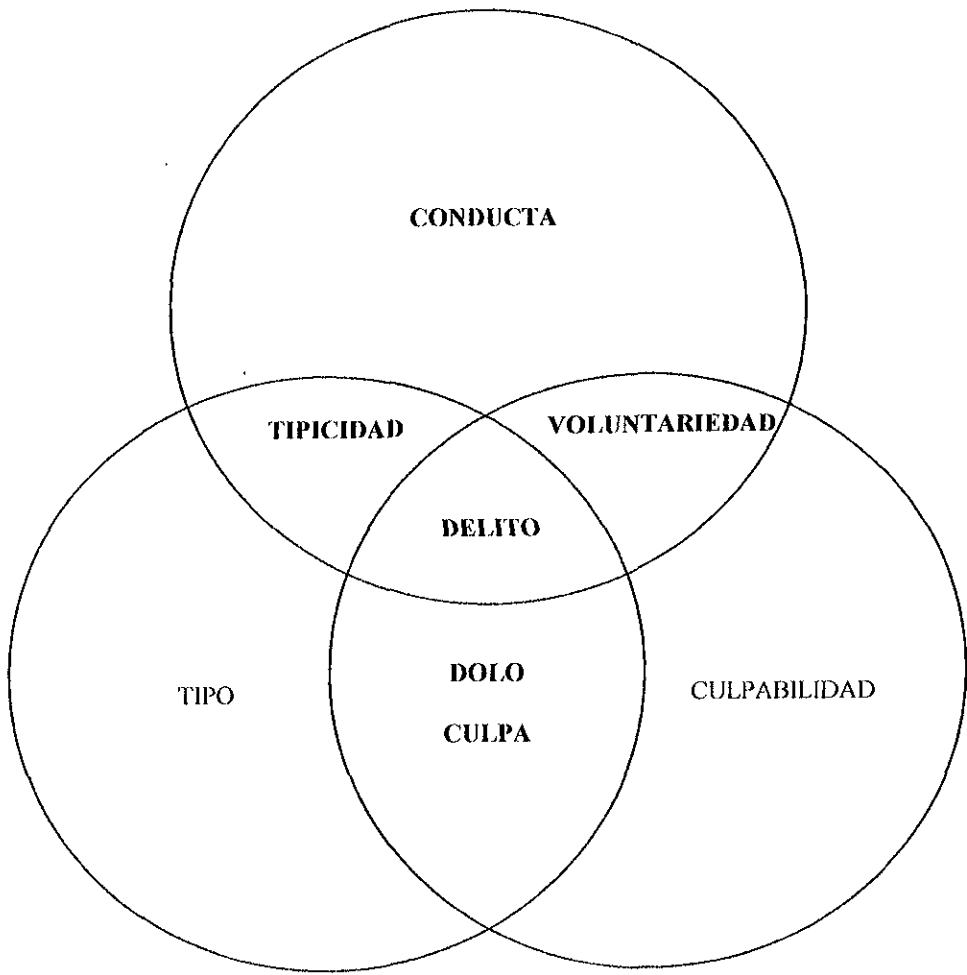 CONDUCTA
TIPICIDAD
VOLUNTARIEDAD
DELITO
TIPO
DOLO
CULPABILIDAD
CULPA